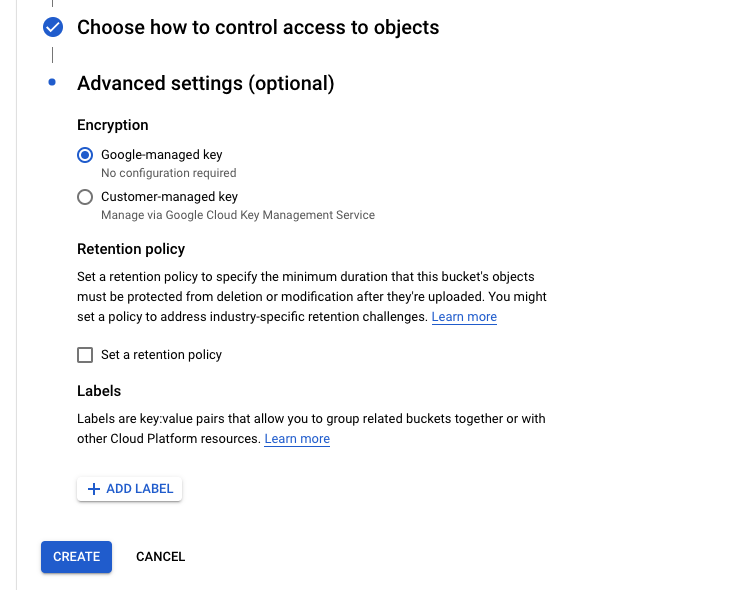 Choose how to control access to objects
Advanced settings (optional)
Encryption
Google-managed key
No configuration required
Customer-managed key
Manage via Google Cloud Key Management Service
Retention policy
Set a retention policy to specify the minimum duration that this bucket's objects
must be protected from deletion or modification after they're uploaded. You might
set a policy to address industry-specific retention challenges. Learn more
Set a retention policy
Labels
Labels are key:value pairs that allow you to group related buckets together or with
other Cloud Platform resources. Learn more
ADD LABEL
CREATE CANCEL